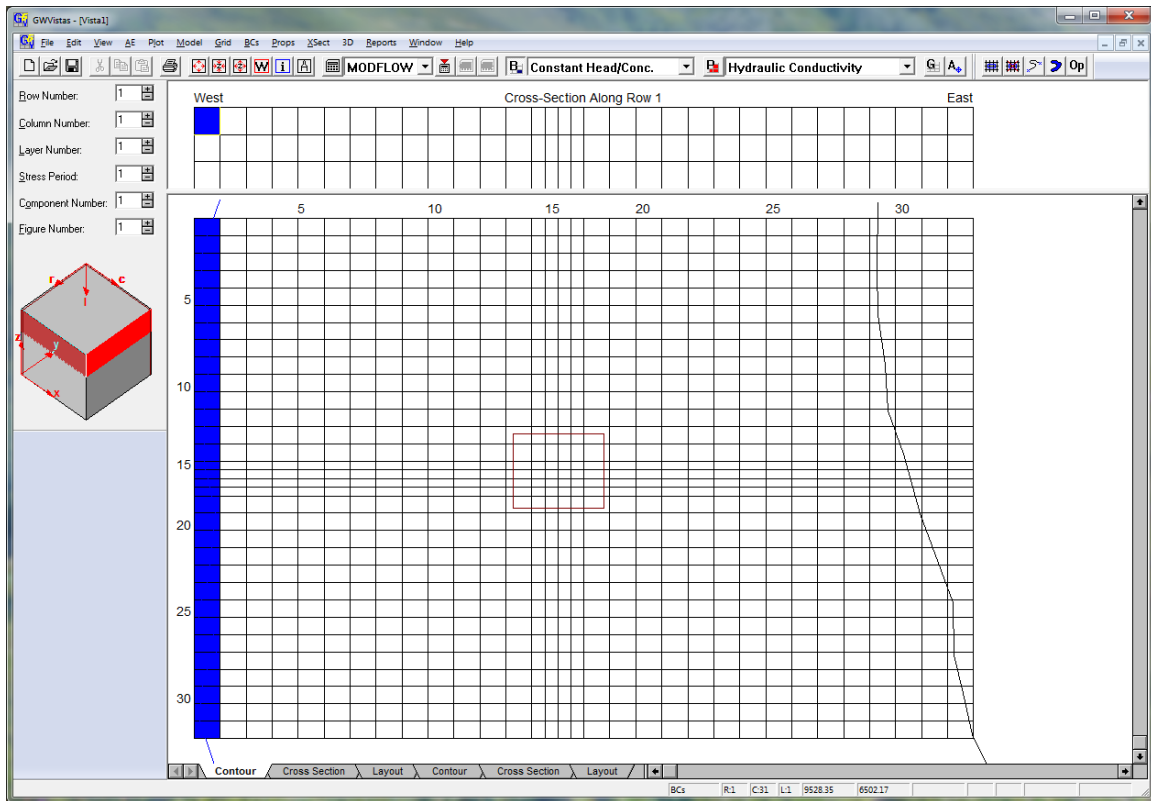 GWVistas - [Vista1]
File Edit View AE Plot Model Grid BCs Props XSect 3D Reports Window Help
W i A MODFLOW B Constant Head/Conc. Hydraulic Conductivity G A Op
Row Number: 1
Column Number: 1
Layer Number: 1
Stress Period: 1
Component Number: 1
Figure Number: 1
r c
l
z y
x
West Cross-Section Along Row 1 East
5 10 15 20 25 30
5
10
15
20
25
30
Contour Cross Section Layout Contour Cross Section Layout
BCs R:1 C:31 L:1 9528.35 6502.17